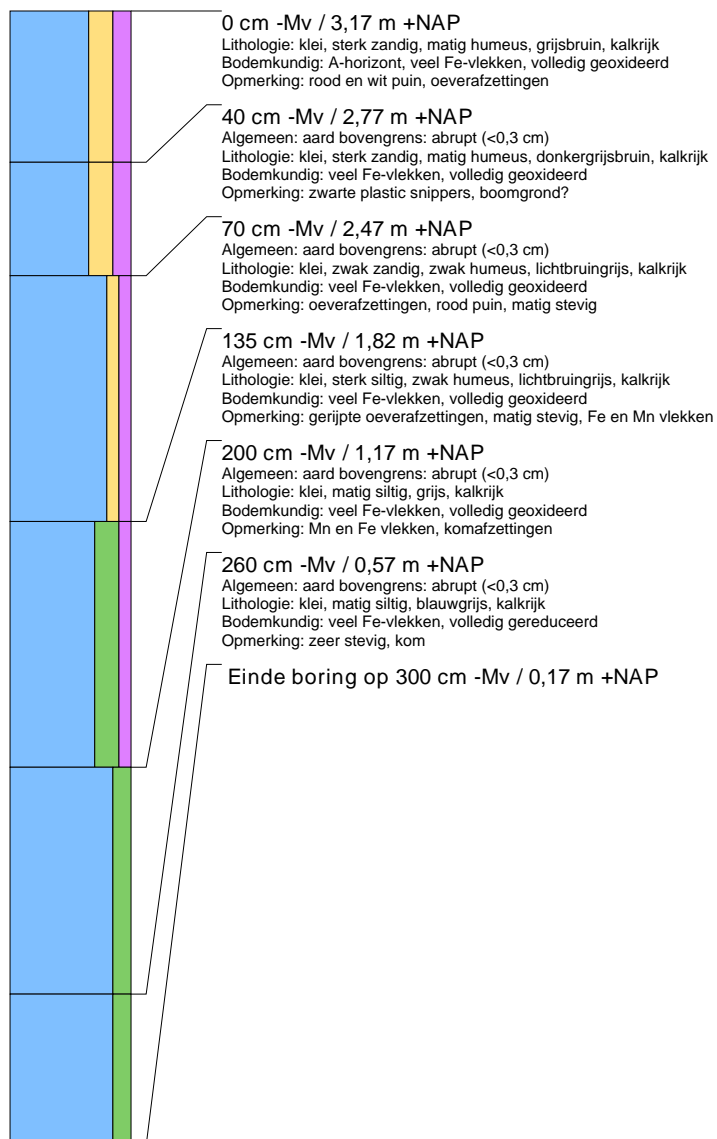 0 cm -Mv / 3,17 m +NAP
Lithologie: klei, sterk zandig, matig humeus, grijsbruin, kalkrijk
Bodemkundig: A-horizont, veel Fe-vlekken, volledig geoxideerd
Opmerking: rood en wit puin, oeverafzettingen
40 cm -Mv / 2,77 m +NAP
Algemeen: aard bovengrens: abrupt (<0,3 cm)
Lithologie: klei, sterk zandig, matig humeus, donkergrijsbruin, kalkrijk
Bodemkundig: veel Fe-vlekken, volledig geoxideerd
Opmerking: zwarte plastic snippers, boomgrond?
70 cm -Mv / 2,47 m +NAP
Algemeen: aard bovengrens: abrupt (<0,3 cm)
Lithologie: klei, zwak zandig, zwak humeus, lichtbruingrijs, kalkrijk
Bodemkundig: veel Fe-vlekken, volledig geoxideerd
Opmerking: oeverafzettingen, rood puin, matig stevig
135 cm -Mv / 1,82 m +NAP
Algemeen: aard bovengrens: abrupt (<0,3 cm)
Lithologie: klei, sterk siltig, zwak humeus, lichtbruingrijs, kalkrijk
Bodemkundig: veel Fe-vlekken, volledig geoxideerd
Opmerking: gerijpte oeverafzettingen, matig stevig, Fe en Mn vlekken
200 cm -Mv / 1,17 m +NAP
Algemeen: aard bovengrens: abrupt (<0,3 cm)
Lithologie: klei, matig siltig, grijs, kalkrijk
Bodemkundig: veel Fe-vlekken, volledig geoxideerd
Opmerking: Mn en Fe vlekken, komafzettingen
260 cm -Mv / 0,57 m +NAP
Algemeen: aard bovengrens: abrupt (<0,3 cm)
Lithologie: klei, matig siltig, blauwgrijs, kalkrijk
Bodemkundig: veel Fe-vlekken, volledig gereduceerd
Opmerking: zeer stevig, kom
Einde boring op 300 cm -Mv / 0,17 m +NAP